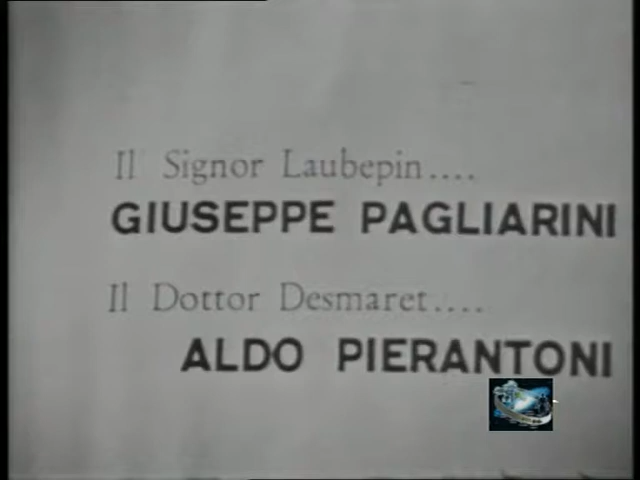 Il Signor Laubepin....
GIUSEPPE PAGLIARINI
Il Dottor Desmaret....
ALDO PIERANTONI